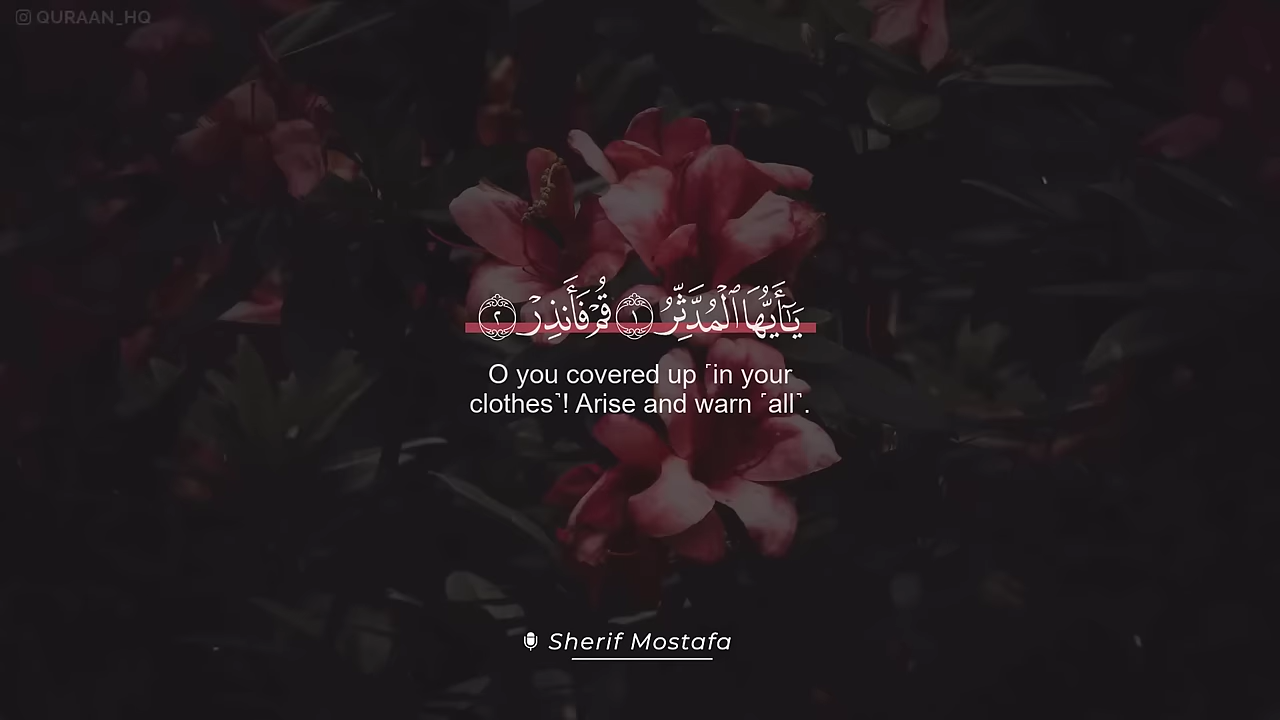 QURAAN_HQ
يَـٰٓأَيُّهَا ٱلْمُدَّثِّرُ ١ قُمْ فَأَنذِرْ ٢
O you covered up ˹in your
clothes˺! Arise and warn ˹all˺.
Sherif Mostafa